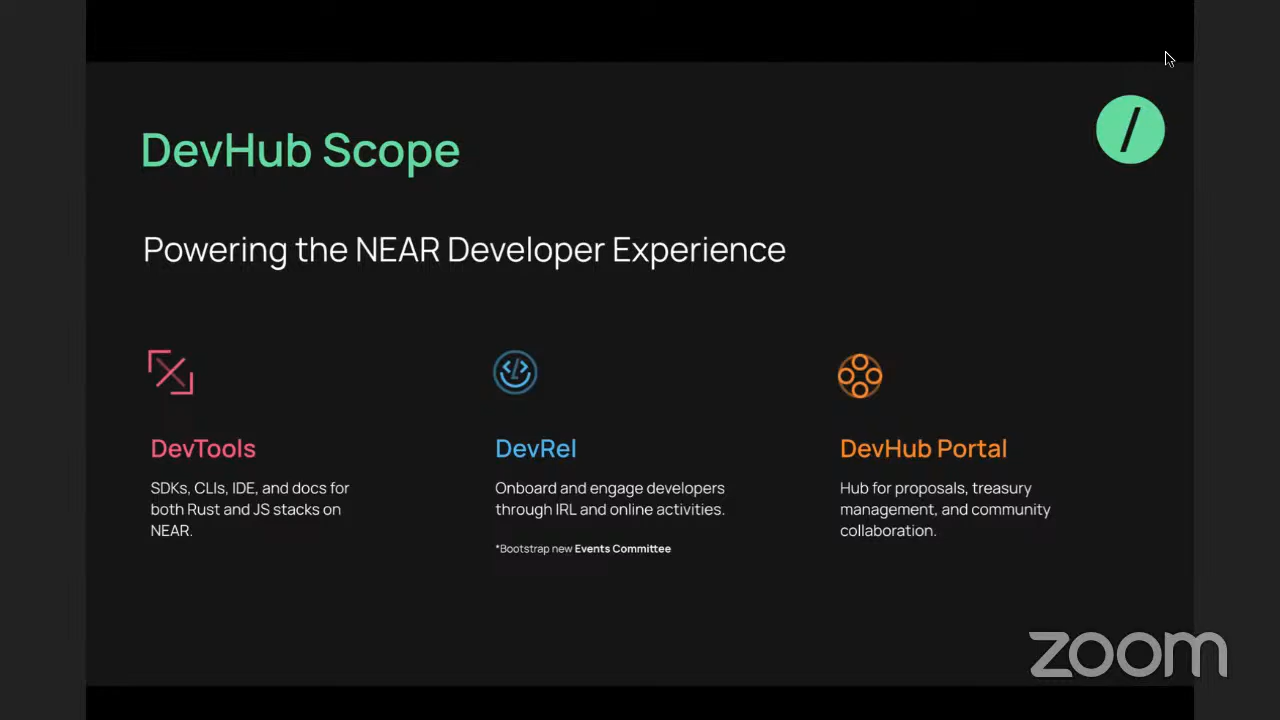 DevHub Scope
/
Powering the NEAR Developer Experience
DevTools
SDKs, CLIs, IDE, and docs for
both Rust and JS stacks on
NEAR.
DevRel
Onboard and engage developers
through IRL and online activities.
*Bootstrap new Events Committee
DevHub Portal
Hub for proposals, treasury
management, and community
collaboration.
zoom